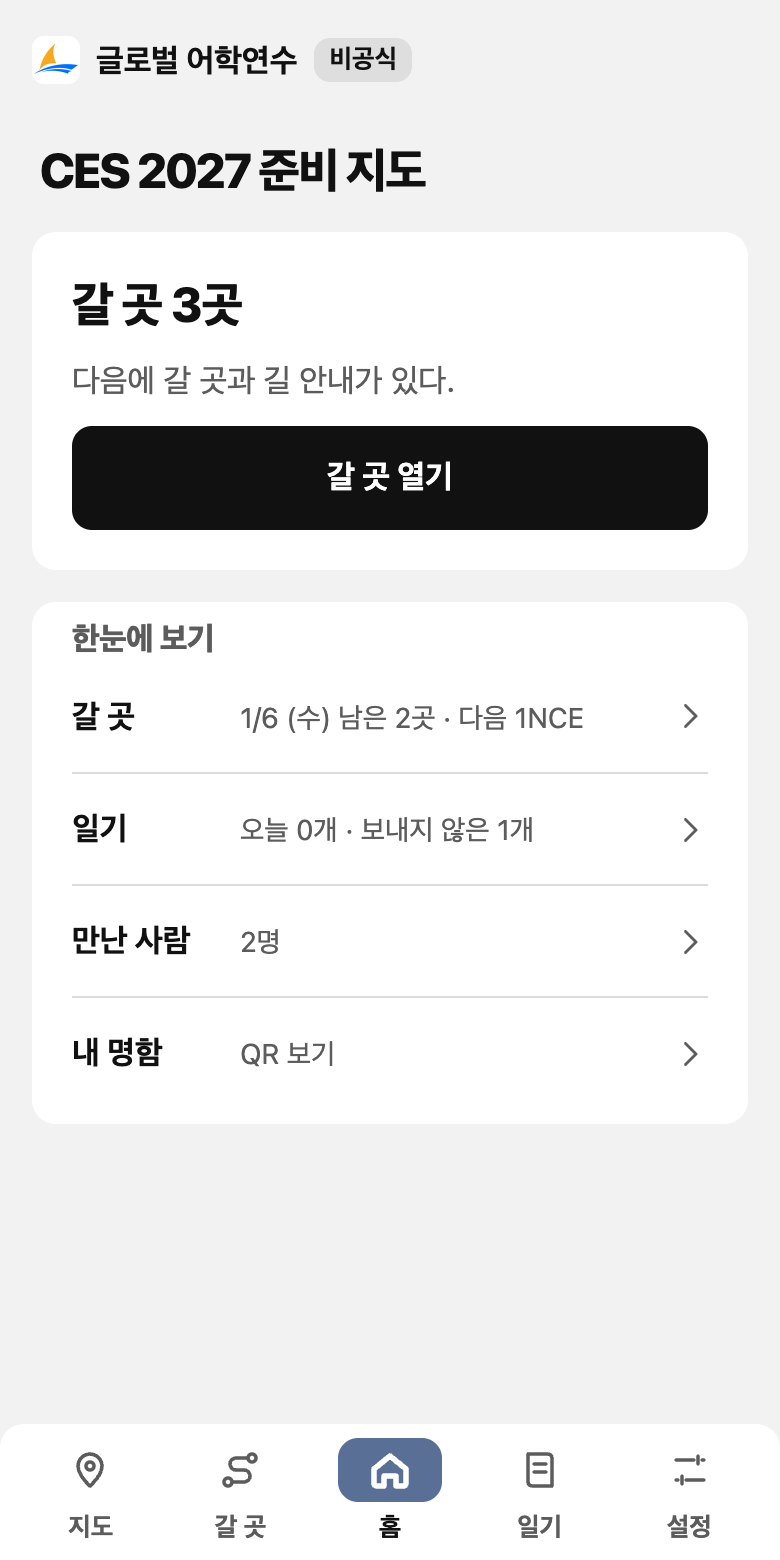 글로벌 어학연수 비공식
CES 2027 준비 지도
갈 곳 3곳
다음에 갈 곳과 길 안내가 있다.
갈 곳 열기
한눈에 보기
갈 곳 1/6 (수) 남은 2곳 · 다음 1NCE
일기 오늘 0개 · 보내지 않은 1개
만난 사람 2명
내 명함 QR 보기
지도 갈 곳 홈 일기 설정